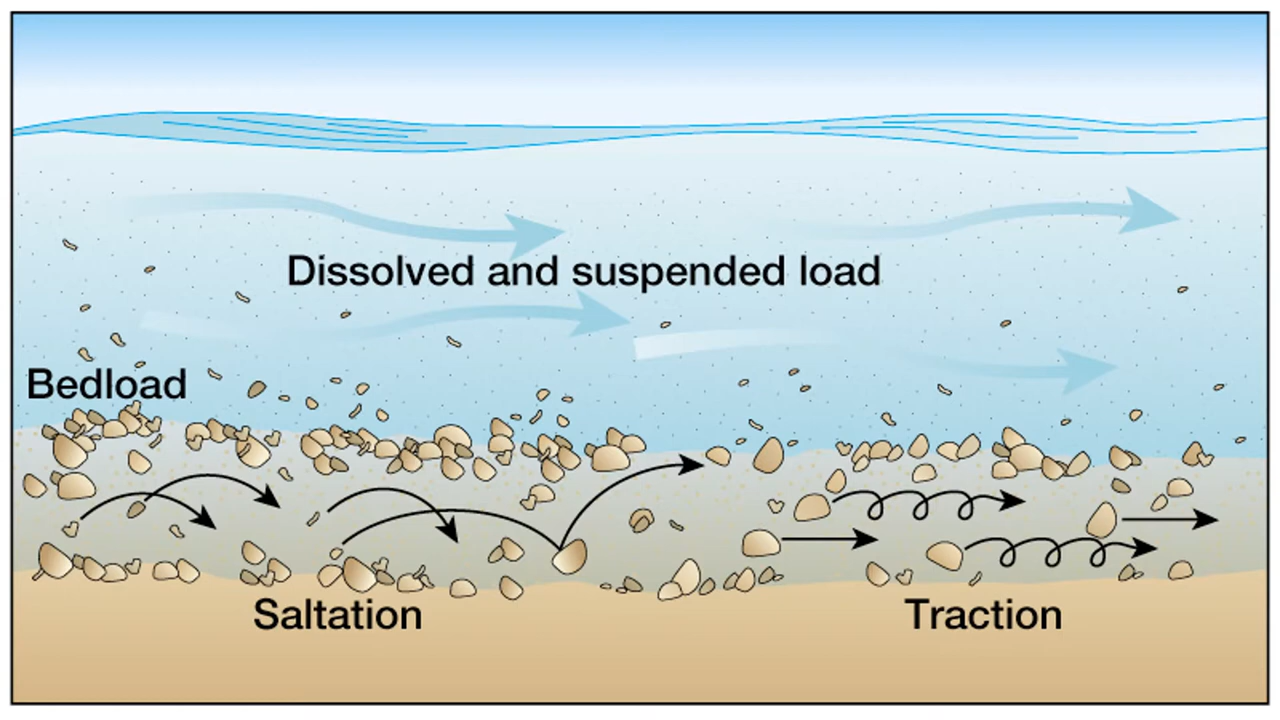 Dissolved and suspended load
Bedload
Saltation
Traction